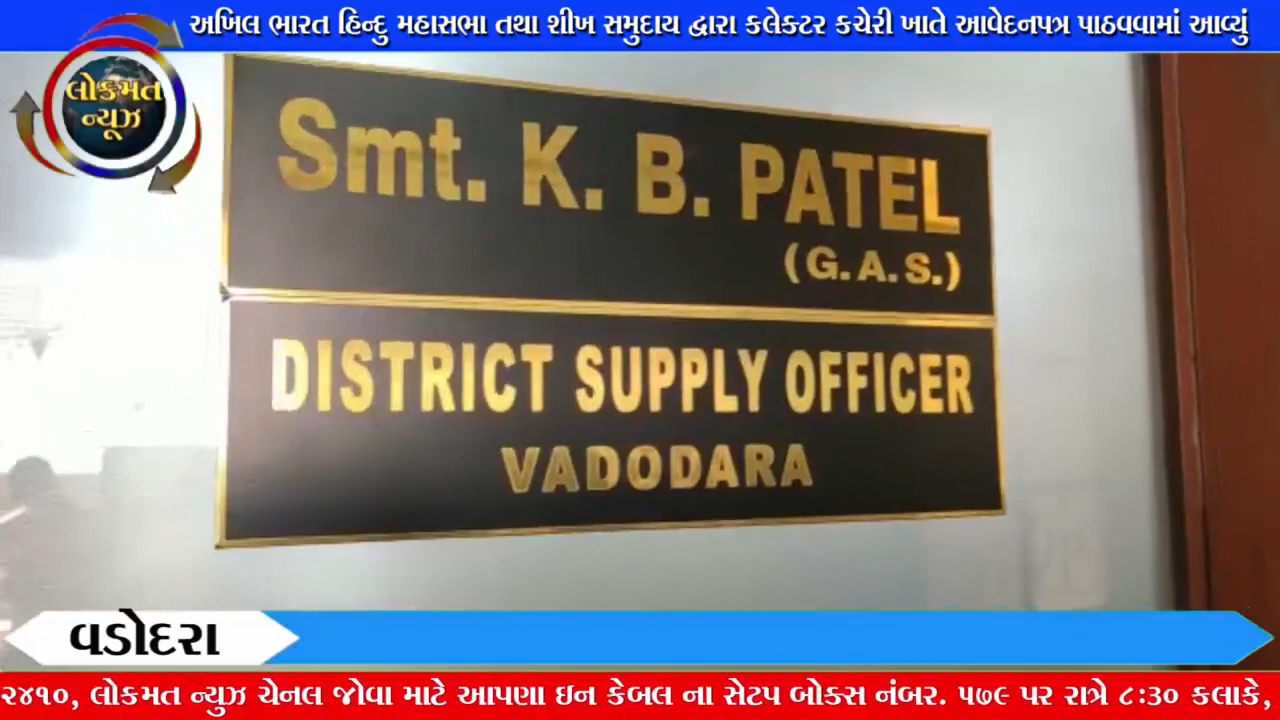 અખિલ ભારત હિન્દુ મહાસભા તથા શીખ સમુદાય દ્વારા કલેક્ટર કચેરી ખાતે આવેદનપત્ર પાઠવવામાં આવ્યું
લોકમત
ન્યૂઝ
Smt. K. B. PATEL
(G.A.S.)
DISTRICT SUPPLY OFFICER
VADODARA
વડોદરા
૨૪૧૦, લોકમત ન્યુઝ ચેનલ જોવા માટે આપણા ઇન કેબલ ના સેટપ બોક્સ નંબર. ૫૭૯ પર રાત્રે ૮:૩૦ કલાકે,